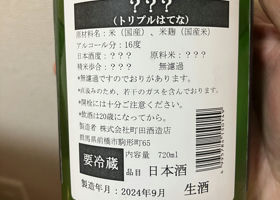 ???
(トリプルはてな)
原材料名：米（国産）、米麹（国産米）
アルコール分：16度
日本酒度：???　原料米：???
精米歩合：???　無濾過
●無濾過ですのでおりがあります。
●直汲みのため、若干のガスを含んでおります。
●開栓には十分ご注意ください。
●飲酒は20歳になってから。
製造者 株式会社町田酒造店
群馬県前橋市駒形町65
要冷蔵
内容量 720ml
品目 日本酒
製造年月：2024年9月 生酒